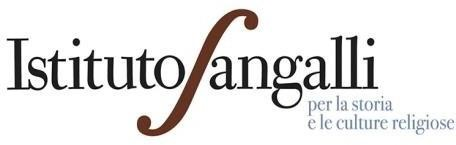 Istituto Sangalli
per la storia
e le culture religiose